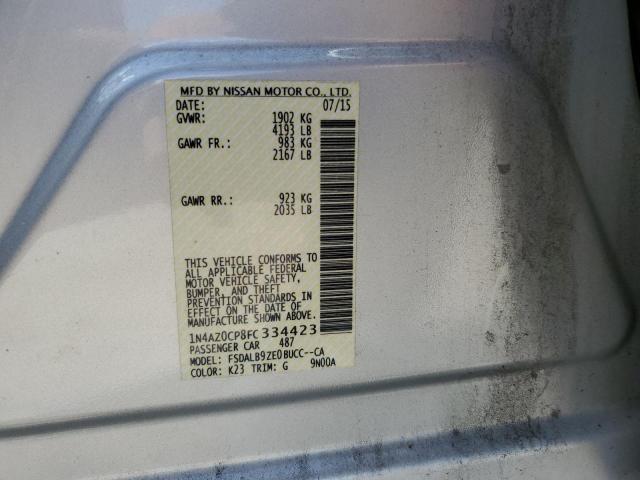 MFD BY NISSAN MOTOR CO., LTD.
DATE: 07/15
GVWR: 1902 KG
4193 LB
GAWR FR.: 983 KG
2167 LB
GAWR RR.: 923 KG
2035 LB
THIS VEHICLE CONFORMS TO
ALL APPLICABLE FEDERAL
MOTOR VEHICLE SAFETY,
BUMPER, AND THEFT
PREVENTION STANDARDS IN
EFFECT ON THE DATE OF
MANUFACTURE SHOWN ABOVE.
1N4AZ0CP8FC334423
PASSENGER CAR 487
MODEL: FSDALB9ZE0BUCC--CA
COLOR: K23 TRIM: G 9N00A